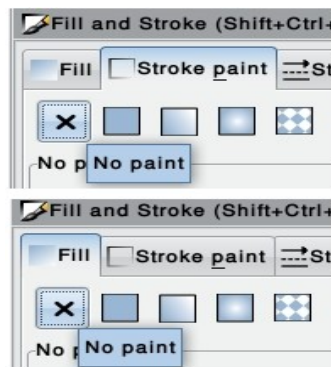 Fill and Stroke (Shift+Ctrl+
Fill Stroke paint St
No p No paint
Fill and Stroke (Shift+Ctrl+
Fill Stroke paint St
No p No paint